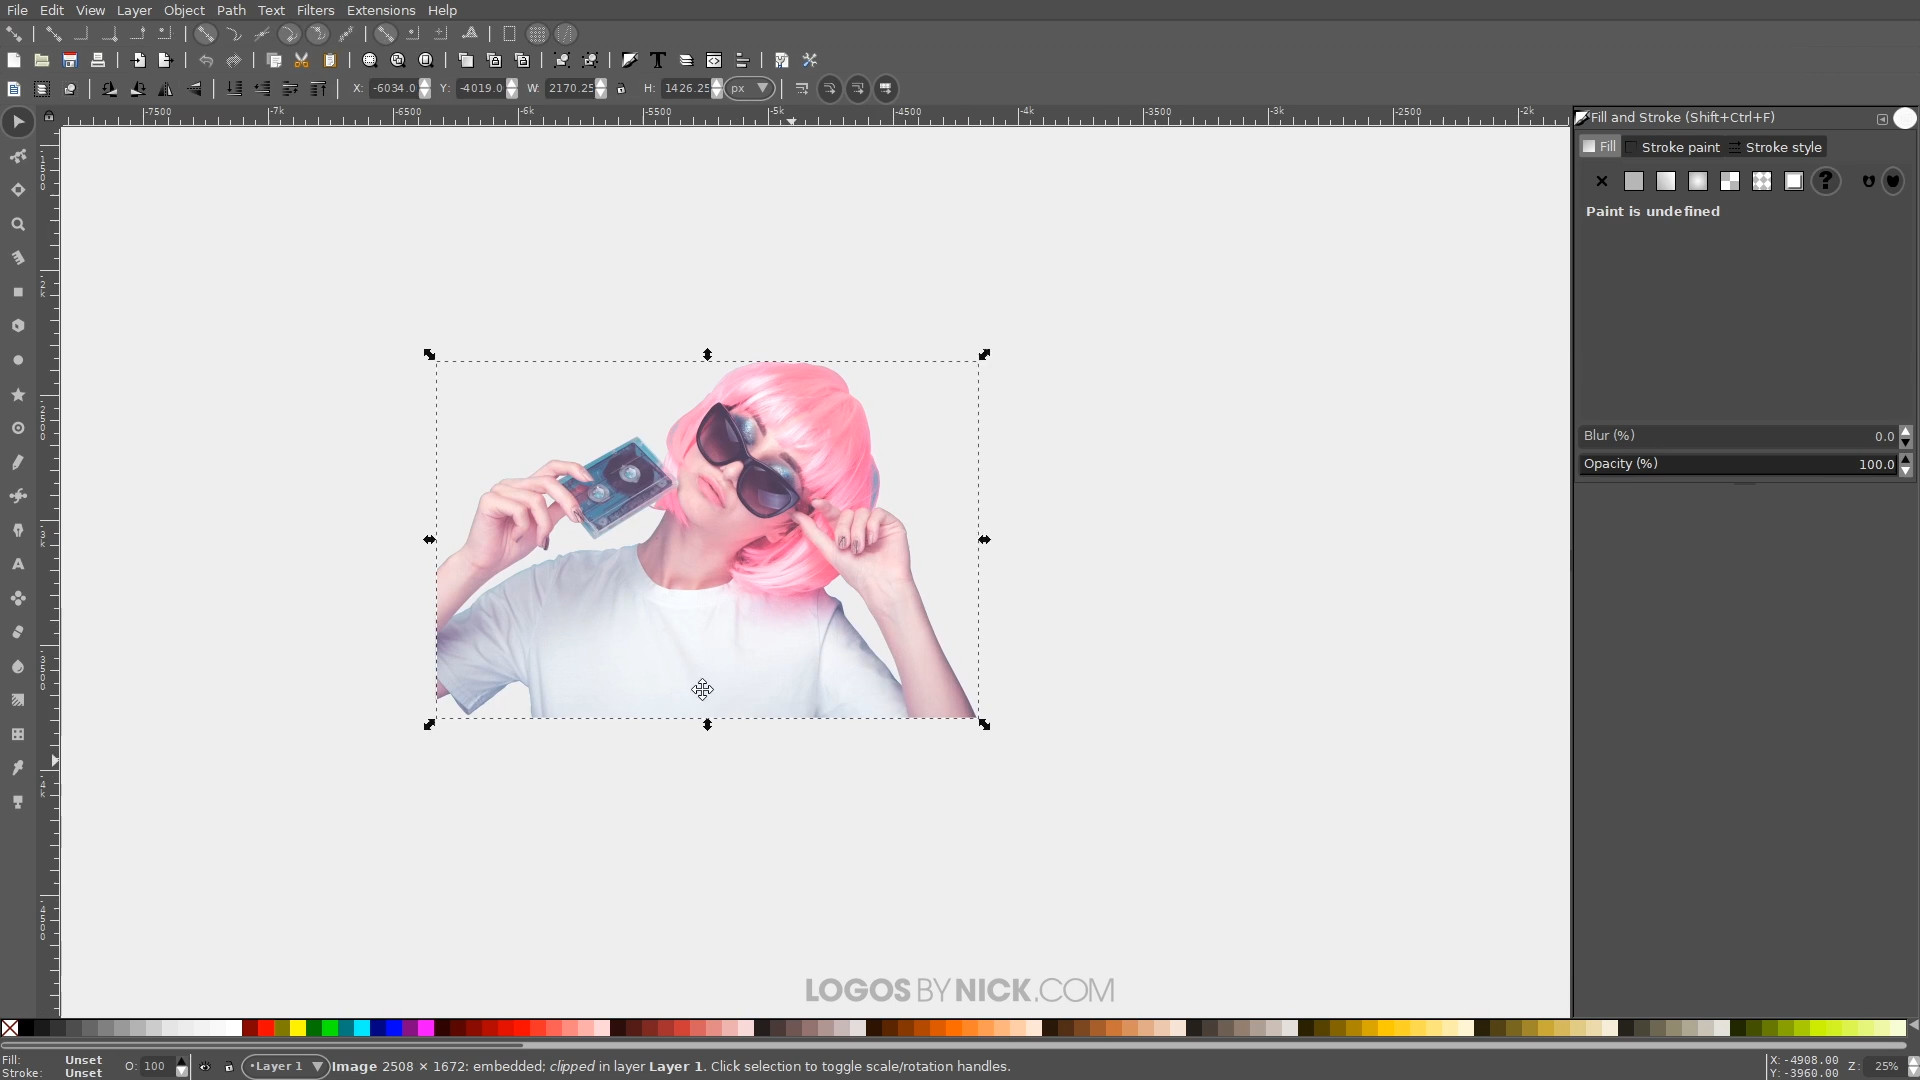 File Edit View Layer Object Path Text Filters Extensions Help
X: -6034.0 Y: -4019.0 W: 2170.25 H: 1426.25 px
-7500 -7k -6500 -6k -5500 -5k -4500 -4k -3500 -3k -2500 -2k
Fill and Stroke (Shift+Ctrl+F)
Fill Stroke paint Stroke style
?
Paint is undefined
Blur (%) 0.0
Opacity (%) 100.0
LOGOS BY NICK.COM
Fill: Unset
Stroke: Unset
O: 100
•Layer 1
Image 2508 × 1672: embedded; clipped in layer Layer 1. Click selection to toggle scale/rotation handles.
X: -4908.00
Y: -3960.00
Z: 25%